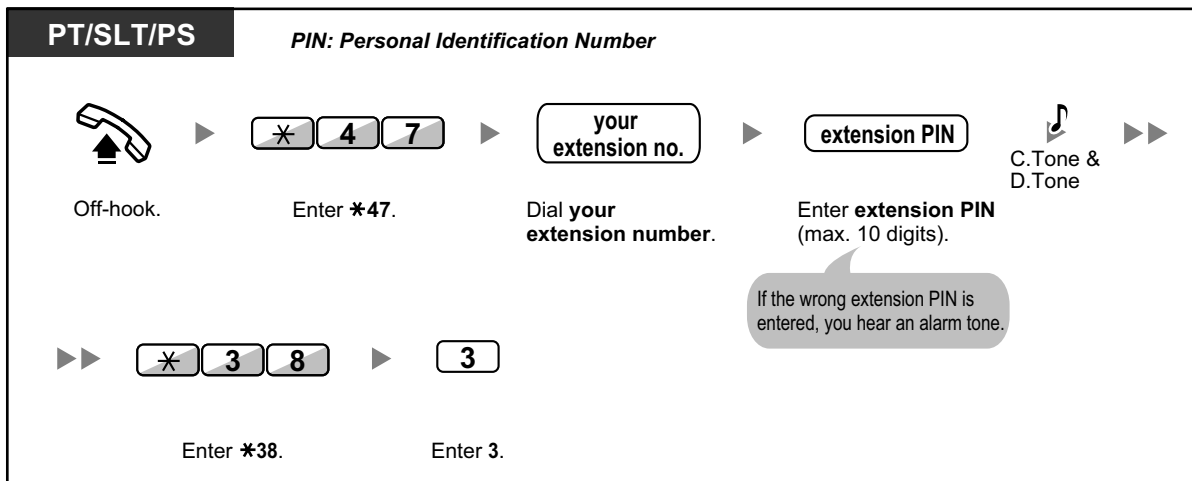 PT/SLT/PS
PIN: Personal Identification Number
* 4 7
your
extension no.
extension PIN
C.Tone &
D.Tone
Off-hook.
Enter *47.
Dial your
extension number.
Enter extension PIN
(max. 10 digits).
If the wrong extension PIN is
entered, you hear an alarm tone.
* 3 8
3
Enter *38.
Enter 3.